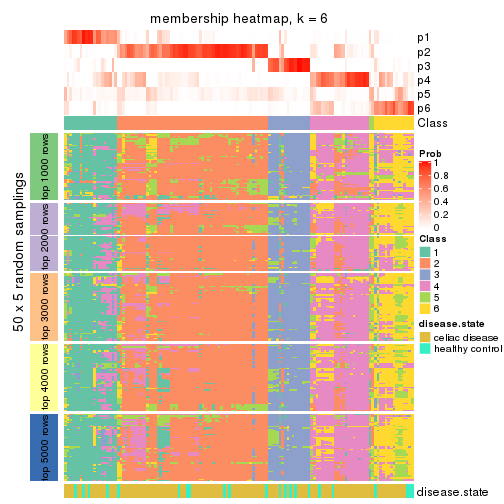 membership heatmap, k = 6
p1
p2
p3
p4
p5
p6
Class
50 x 5 random samplings
top 1000 rows
top 2000 rows
top 3000 rows
top 4000 rows
top 5000 rows
Prob
1
0.8
0.6
0.4
0.2
0
Class
1
2
3
4
5
6
disease.state
celiac disease
healthy control
disease.state